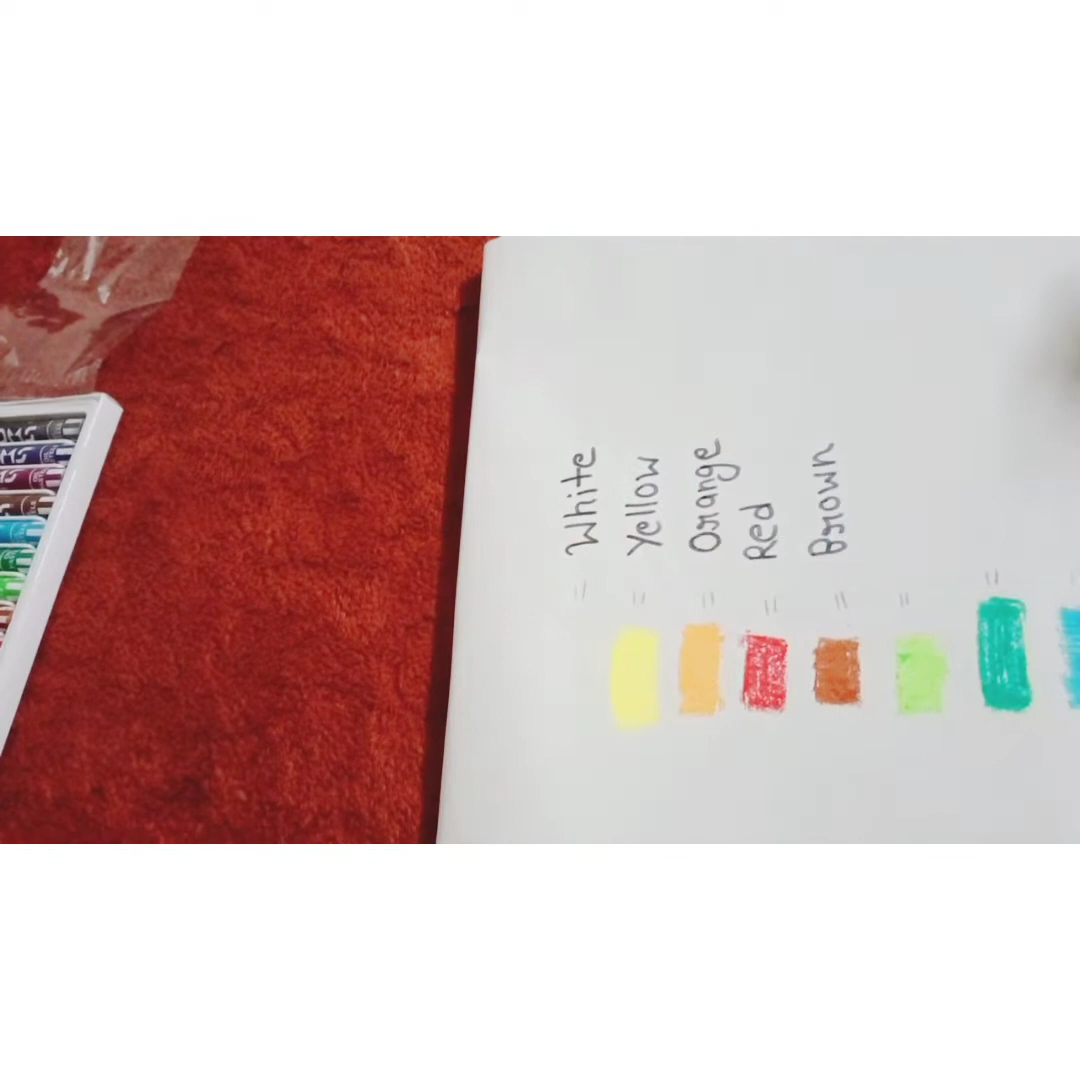 = White
= Yellow
= Orange
= Red
= Brown
=
=